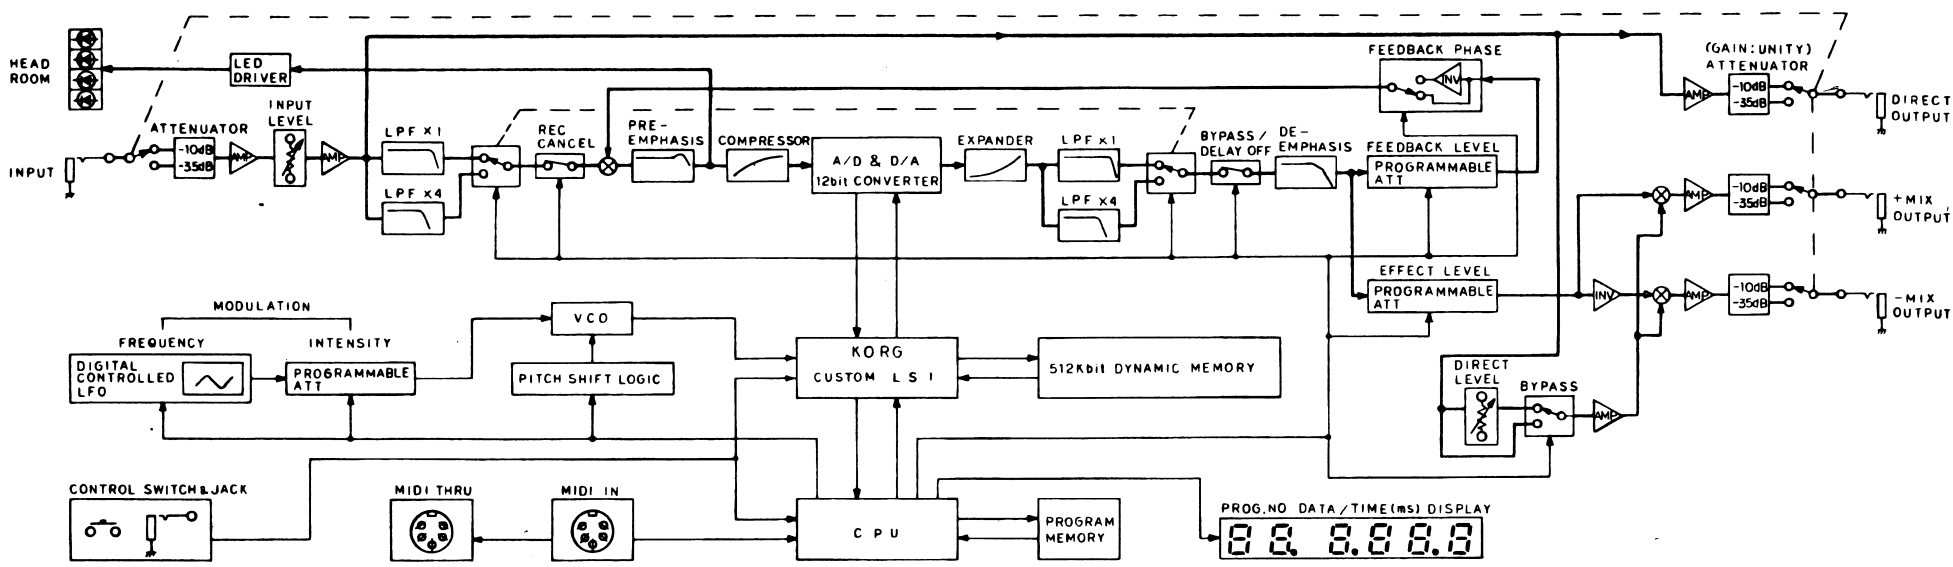 HEAD
ROOM
LED
DRIVER
INPUT
LEVEL
ATTENUATOR
-10dB
-35dB
AMP
AMP
INPUT
LPF ×1
LPF ×4
REC
CANCEL
PRE-
EMPHASIS
COMPRESSOR
A/D & D/A
12bit CONVERTER
EXPANDER
LPF ×1
LPF ×4
BYPASS /
DELAY OFF
DE-
EMPHASIS
FEEDBACK PHASE
INV
FEEDBACK LEVEL
PROGRAMMABLE
ATT
EFFECT LEVEL
PROGRAMMABLE
ATT
(GAIN:UNITY)
ATTENUATOR
AMP
-10dB
-35dB
DIRECT
OUTPUT
AMP
-10dB
-35dB
+MIX
OUTPUT
INV
AMP
-10dB
-35dB
-MIX
OUTPUT
DIRECT
LEVEL
BYPASS
AMP
MODULATION
FREQUENCY
INTENSITY
DIGITAL
CONTROLLED
LFO
PROGRAMMABLE
ATT
VCO
PITCH SHIFT LOGIC
KORG
CUSTOM LSI
512Kbit DYNAMIC MEMORY
CONTROL SWITCH & JACK
MIDI THRU
MIDI IN
CPU
PROGRAM
MEMORY
PROG.NO DATA/TIME(ms) DISPLAY
88. 8.88.8